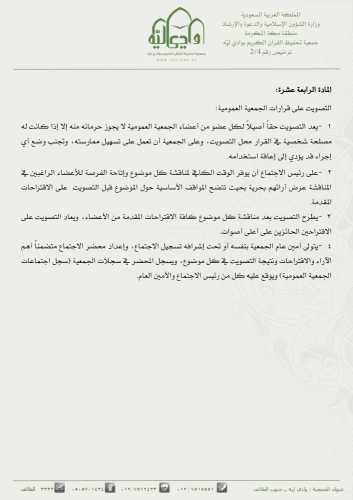 المملكة العربية السعودية
وزارة الشؤون الإسلامية والدعوة والإرشاد
منطقة مكة المكرمة
جمعية تحفيظ القرآن الكريم بوادي ليّه
ترخيص رقم 2/4
وادي ليّه
المادة الرابعة عشرة:
التصويت على قرارات الجمعية العمومية:
١ -يعد التصويت حقاً أصيلاً لكل عضو من أعضاء الجمعية العمومية لا يجوز حرمانه منه إلا إذا كانت له
مصلحة شخصية في القرار محل التصويت، وعلى الجمعية أن تعمل على تسهيل ممارسته، وتجنب وضع أي
إجراء قد يؤدي إلى إعاقة استخدامه.
٢ -على رئيس الاجتماع أن يوفر الوقت الكافي لمناقشة كل موضوع وإتاحة الفرصة للأعضاء الراغبين في
المناقشة عرض آرائهم بحرية بحيث تتضح المواقف الأساسية حول الموضوع قبل التصويت على الاقتراحات
المقدمة.
٣ -يطرح التصويت بعد مناقشة كل موضوع كافة الاقتراحات المقدمة من الأعضاء، ويعاد التصويت على
الاقتراحين الحائزين على أعلى أصوات.
٤ -يتولى أمين عام الجمعية بنفسه أو تحت إشرافه تسجيل الاجتماع، وإعداد محضر الاجتماع متضمناً أهم
الآراء والاقتراحات ونتيجة التصويت في كل موضوع، ويسجل المحضر في سجلات الجمعية (سجل اجتماعات
الجمعية العمومية) ويوقع عليه كل من رئيس الاجتماع والأمين العام.
الطائف